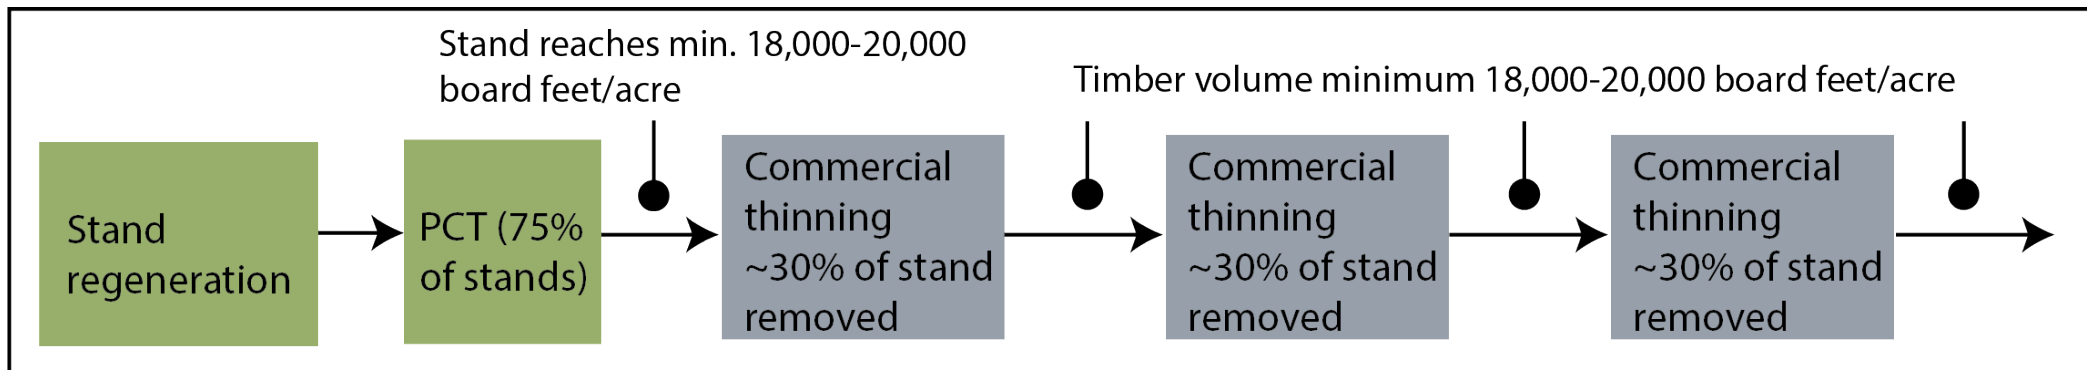 Stand reaches min. 18,000-20,000
board feet/acre
Timber volume minimum 18,000-20,000 board feet/acre
Stand
regeneration
PCT (75%
of stands)
Commercial
thinning
~30% of stand
removed
Commercial
thinning
~30% of stand
removed
Commercial
thinning
~30% of stand
removed